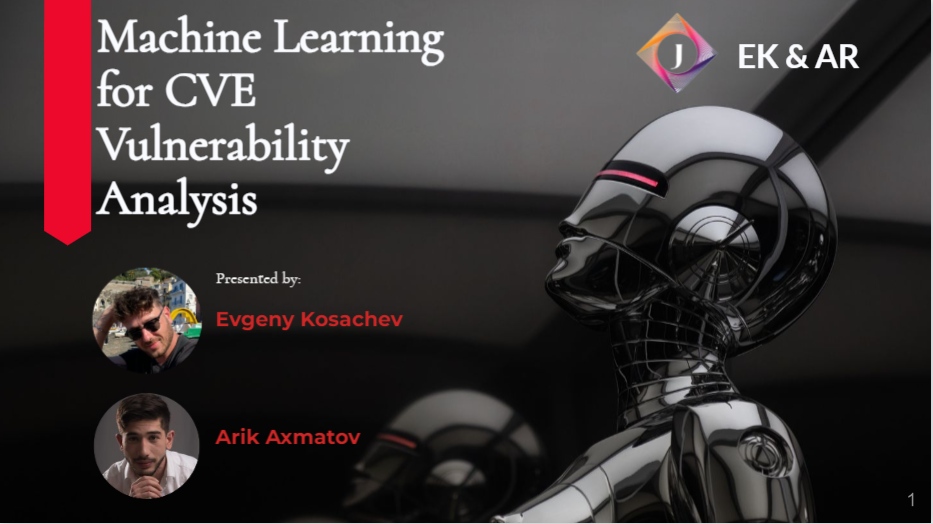 Machine Learning
for CVE
Vulnerability
Analysis
J
EK & AR
Presented by:
Evgeny Kosachev
Arik Axmatov
1